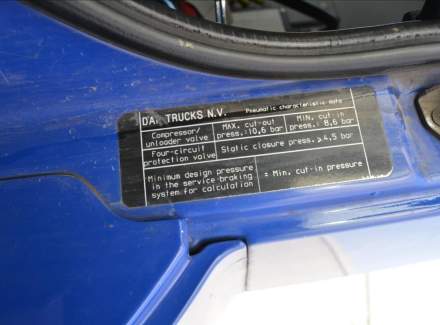 DAF TRUCKS N.V. Pneumatic characteristic data
Compressor/ unloader valve
MAX. cut-out press.:10,6 bar
MIN. cut-in press.: 8,6 bar
Four-circuit protection valve
Static closure press. ≥4,5 bar
Minimum design pressure
in the service-braking
system for calculation
= Min. cut-in pressure